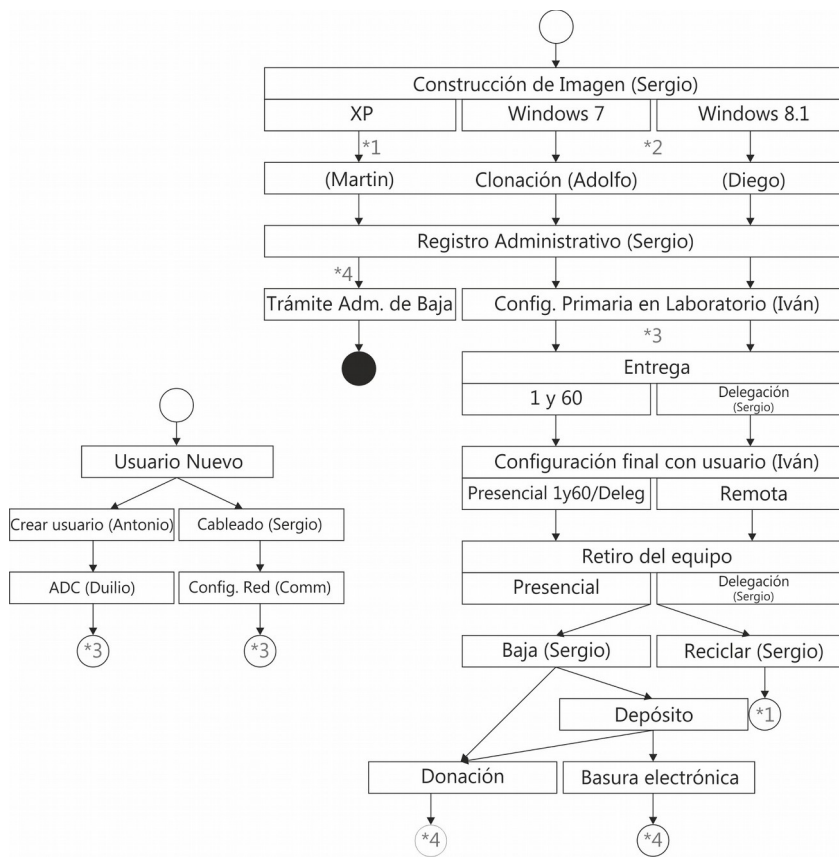 Construcción de Imagen (Sergio)
XP Windows 7 Windows 8.1
*1 *2
(Martin) Clonación (Adolfo) (Diego)
Registro Administrativo (Sergio)
*4
Trámite Adm. de Baja Config. Primaria en Laboratorio (Iván)
*3
Entrega
1 y 60 Delegación
(Sergio)
Usuario Nuevo Configuración final con usuario (Iván)
Presencial 1y60/Deleg Remota
Crear usuario (Antonio) Cableado (Sergio)
Retiro del equipo
ADC (Duilio) Config. Red (Comm) Presencial Delegación
(Sergio)
*3 *3 Baja (Sergio) Reciclar (Sergio)
Depósito *1
Donación Basura electrónica
*4 *4